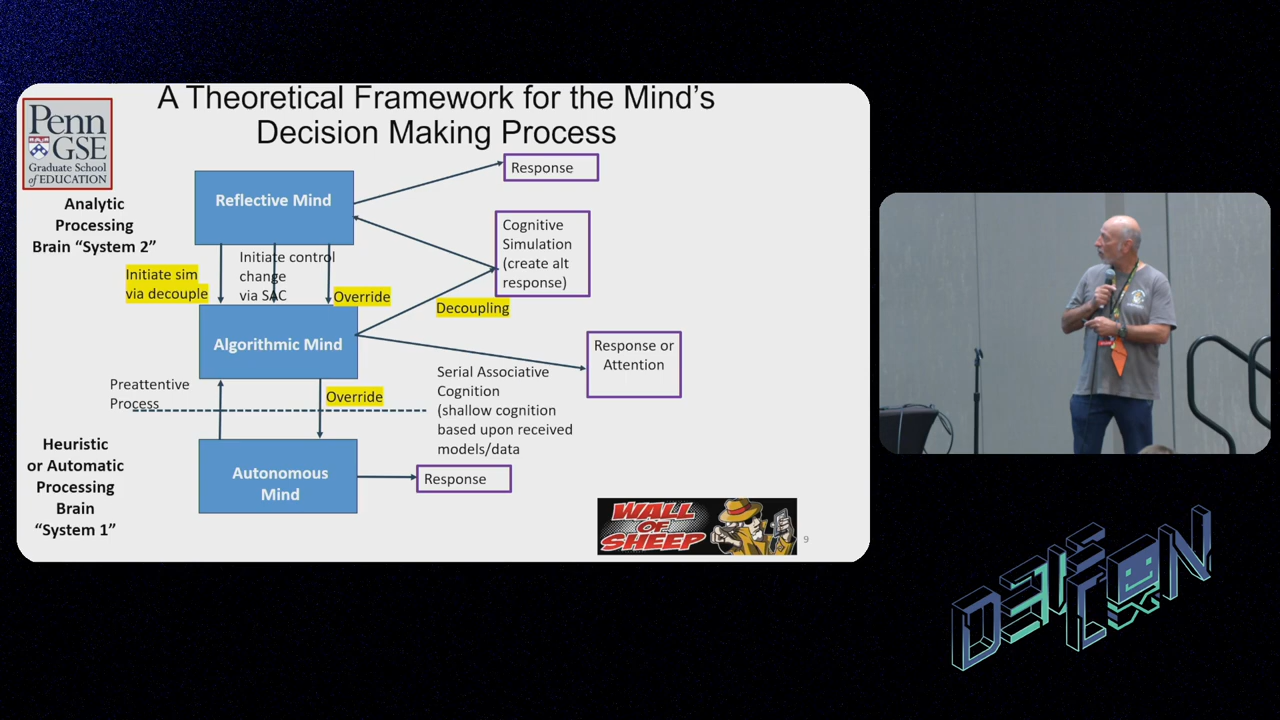 A Theoretical Framework for the Mind's
Decision Making Process
Penn
GSE
Graduate School
of EDUCATION
Analytic
Processing
Brain “System 2”
Reflective Mind
Response
Cognitive
Simulation
(create alt
response)
Initiate sim
via decouple
Initiate control
change
via SAC
Override
Decoupling
Algorithmic Mind
Response or
Attention
Preattentive
Process
Override
Serial Associative
Cognition
(shallow cognition
based upon received
models/data
Heuristic
or Automatic
Processing
Brain
“System 1”
Autonomous
Mind
Response
WALL
OF
SHEEP
9
DEF
CON